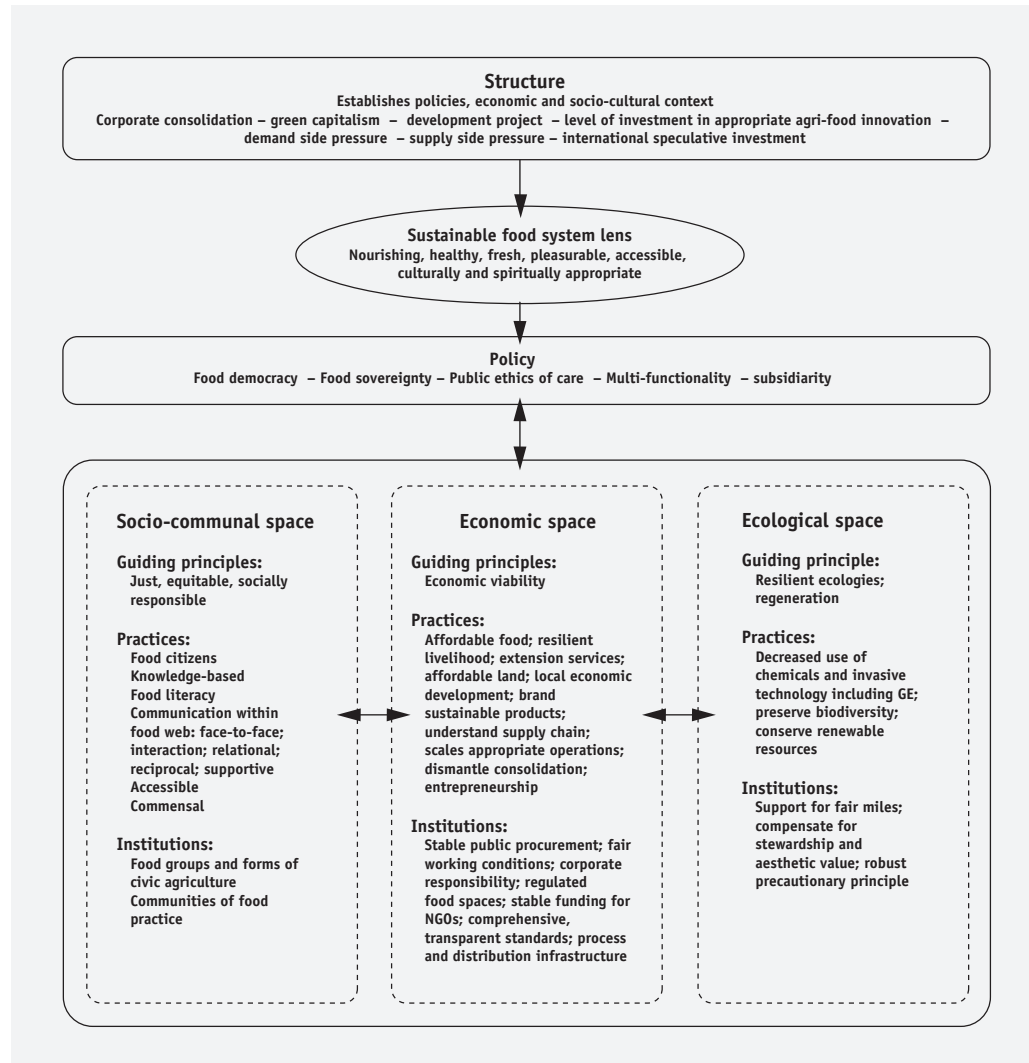 Structure
Establishes policies, economic and socio-cultural context
Corporate consolidation – green capitalism – development project – level of investment in appropriate agri-food innovation –
demand side pressure – supply side pressure – international speculative investment
Sustainable food system lens
Nourishing, healthy, fresh, pleasurable, accessible,
culturally and spiritually appropriate
Policy
Food democracy – Food sovereignty – Public ethics of care – Multi-functionality – subsidiarity
Socio-communal space
Guiding principles:
Just, equitable, socially
responsible
Practices:
Food citizens
Knowledge-based
Food literacy
Communication within
food web: face-to-face;
interaction; relational;
reciprocal; supportive
Accessible
Commensal
Institutions:
Food groups and forms of
civic agriculture
Communities of food
practice
Economic space
Guiding principles:
Economic viability
Practices:
Affordable food; resilient
livelihood; extension services;
affordable land; local economic
development; brand
sustainable products;
understand supply chain;
scales appropriate operations;
dismantle consolidation;
entrepreneurship
Institutions:
Stable public procurement; fair
working conditions; corporate
responsibility; regulated
food spaces; stable funding for
NGOs; comprehensive,
transparent standards; process
and distribution infrastructure
Ecological space
Guiding principle:
Resilient ecologies;
regeneration
Practices:
Decreased use of
chemicals and invasive
technology including GE;
preserve biodiversity;
conserve renewable
resources
Institutions:
Support for fair miles;
compensate for
stewardship and
aesthetic value; robust
precautionary principle